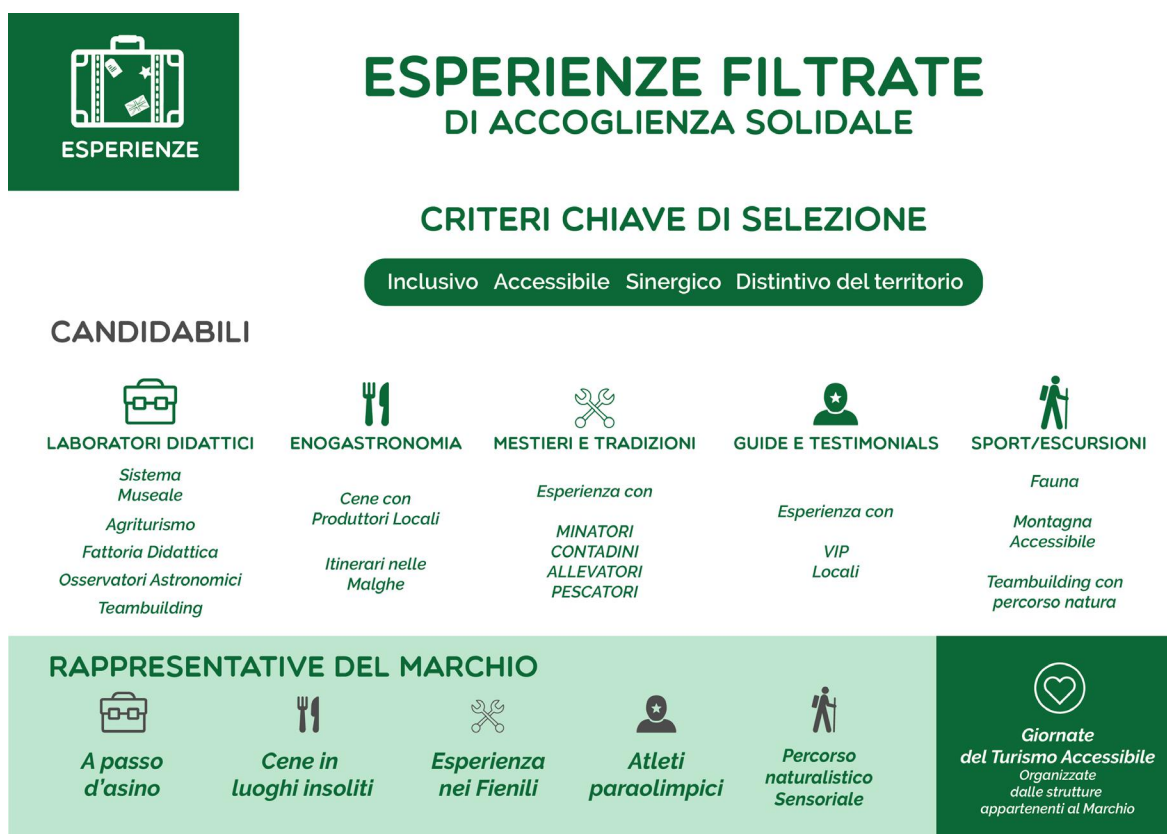 ESPERIENZE
ESPERIENZE FILTRATE
DI ACCOGLIENZA SOLIDALE
CRITERI CHIAVE DI SELEZIONE
Inclusivo Accessibile Sinergico Distintivo del territorio
CANDIDABILI
LABORATORI DIDATTICI
Sistema
Museale
Agriturismo
Fattoria Didattica
Osservatori Astronomici
Teambuilding
ENOGASTRONOMIA
Cene con
Produttori Locali
Itinerari nelle
Malghe
MESTIERI E TRADIZIONI
Esperienza con
MINATORI
CONTADINI
ALLEVATORI
PESCATORI
GUIDE E TESTIMONIALS
Esperienza con
VIP
Locali
SPORT/ESCURSIONI
Fauna
Montagna
Accessibile
Teambuilding con
percorso natura
RAPPRESENTATIVE DEL MARCHIO
A passo
d'asino
Cene in
luoghi insoliti
Esperienza
nei Fienili
Atleti
paraolimpici
Percorso
naturalistico
Sensoriale
Giornate
del Turismo Accessibile
Organizzate
dalle strutture
appartenenti al Marchio